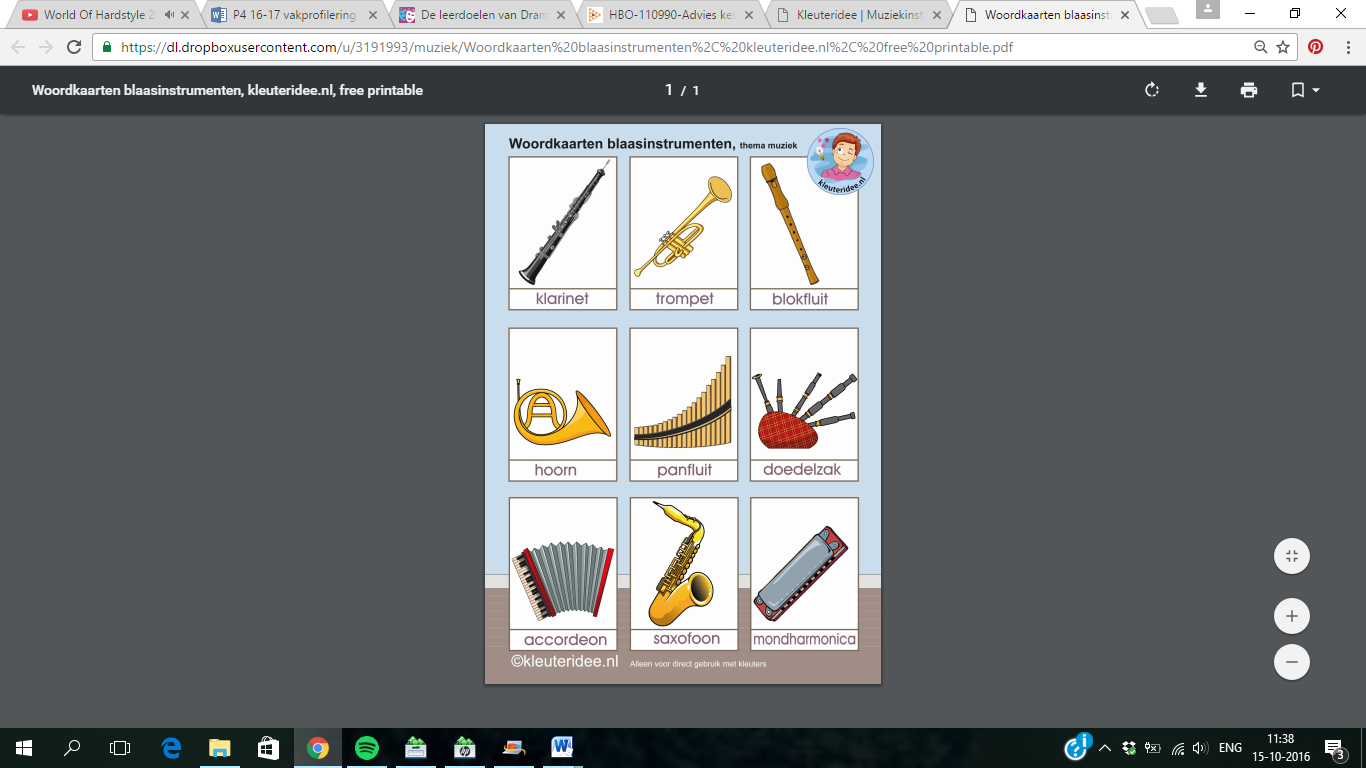 World Of Hardstyle 2
P4 16-17 vakprofilering
De leerdoelen van Dram
HBO-110990-Advies ker
Kleuteridee | Muziekinst
Woordkaarten blaasinst
https://dl.dropboxusercontent.com/u/3191993/muziek/Woordkaarten%20blaasinstrumenten%2C%20kleuteridee.nl%2C%20free%20printable.pdf
Woordkaarten blaasinstrumenten, kleuteridee.nl, free printable
1 / 1
Woordkaarten blaasinstrumenten, thema muziek
kleuteridee.nl
klarinet
trompet
blokfluit
hoorn
panfluit
doedelzak
accordeon
saxofoon
mondharmonica
©kleuteridee.nl
Alleen voor direct gebruik met kleuters
ENG
11:38
15-10-2016
3